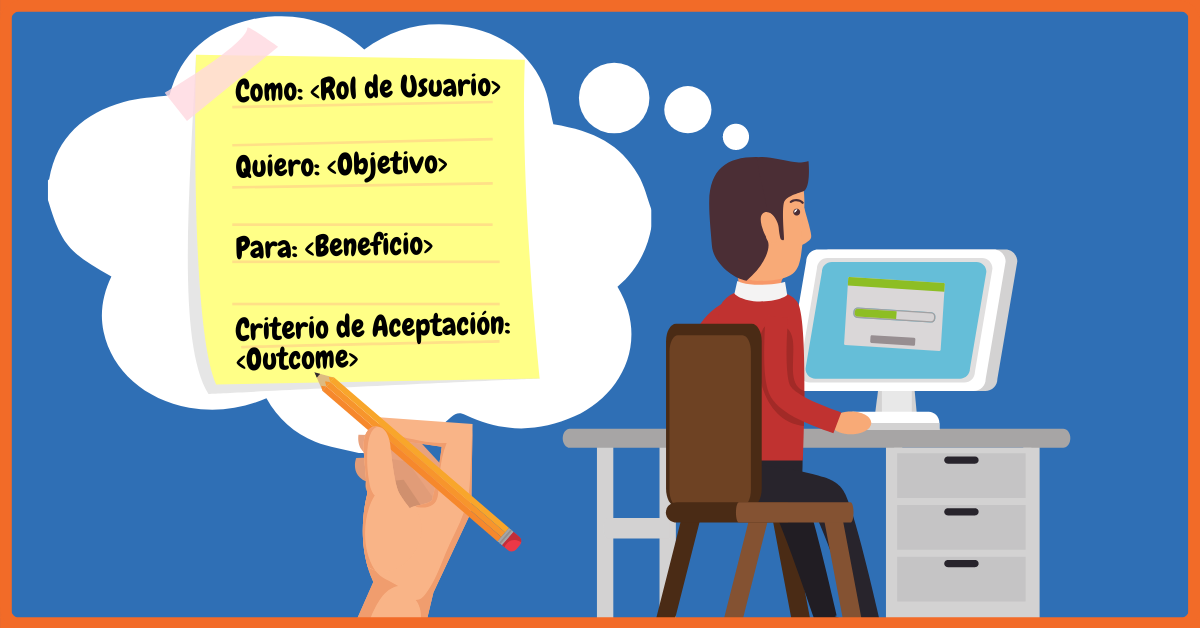 Como: <Rol de Usuario>
Quiero: <Objetivo>
Para: <Beneficio>
Criterio de Aceptación:
<Outcome>